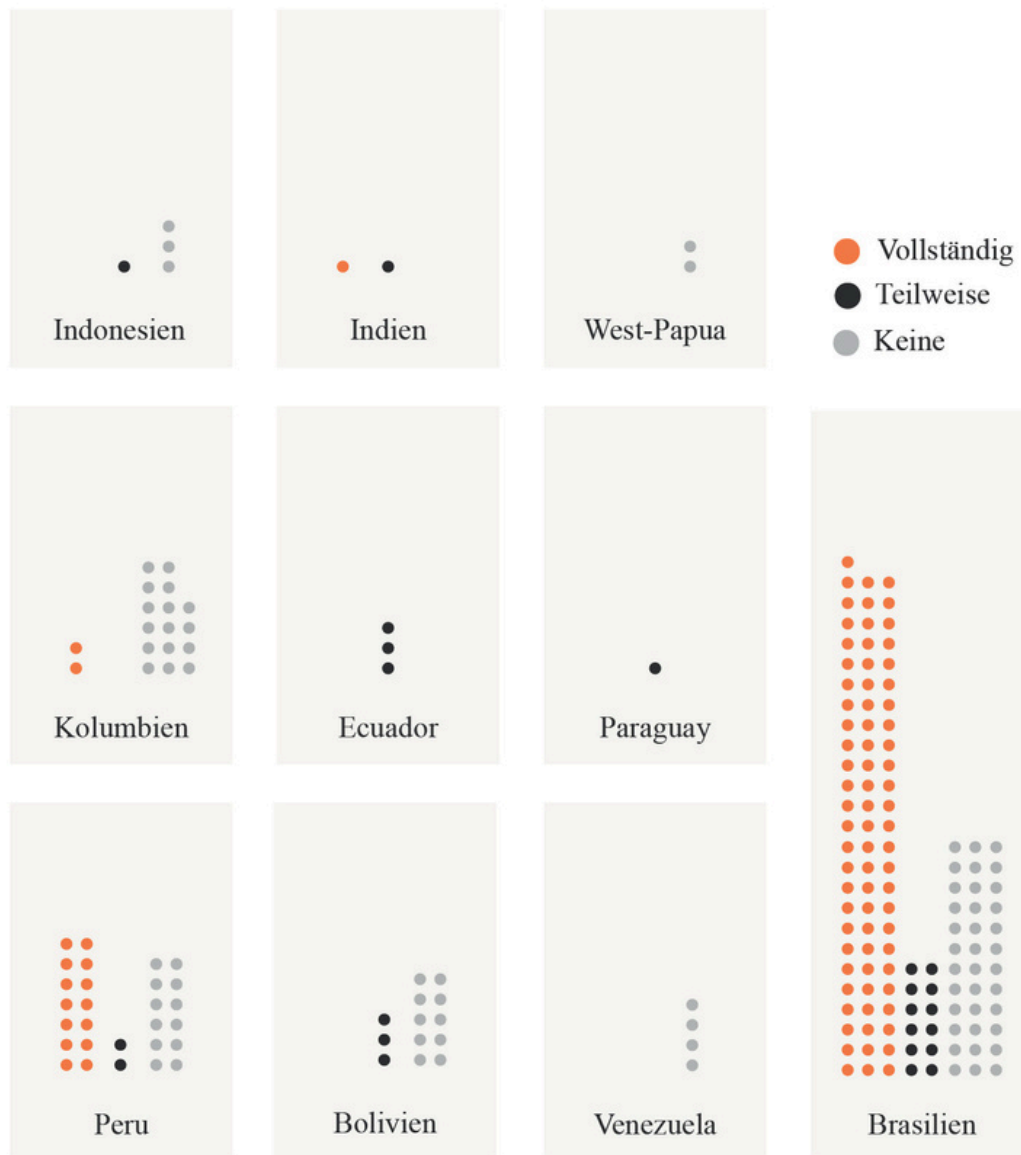 Indonesien
Indien
West-Papua
Vollständig
Teilweise
Keine
Kolumbien
Ecuador
Paraguay
Peru
Bolivien
Venezuela
Brasilien